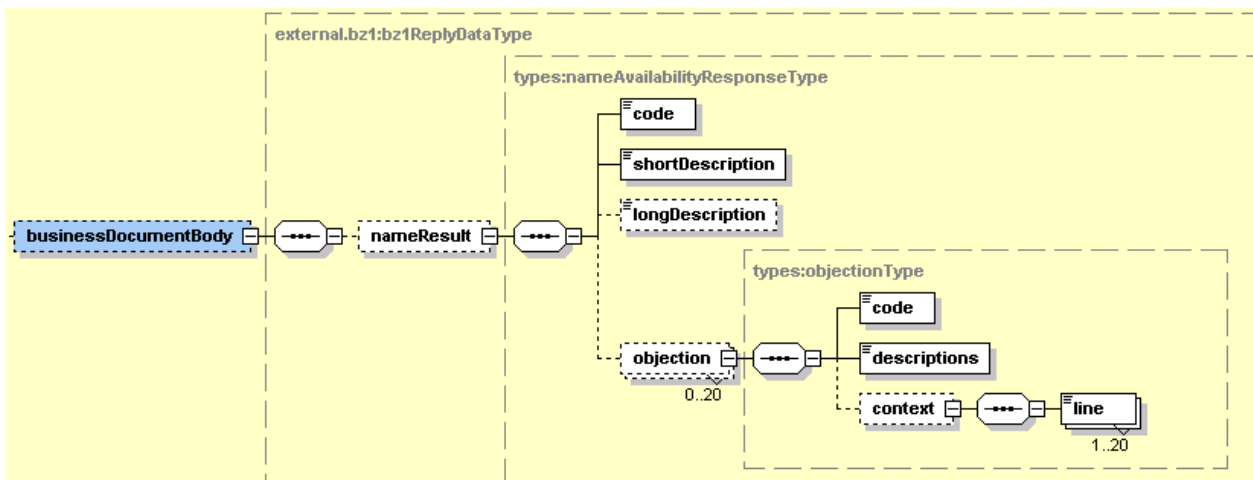 external.bz1:bz1ReplyDataType
types:nameAvailabilityResponseType
code
shortDescription
longDescription
businessDocumentBody
nameResult
types:objectionType
code
objection
descriptions
0..20
context
line
1..20